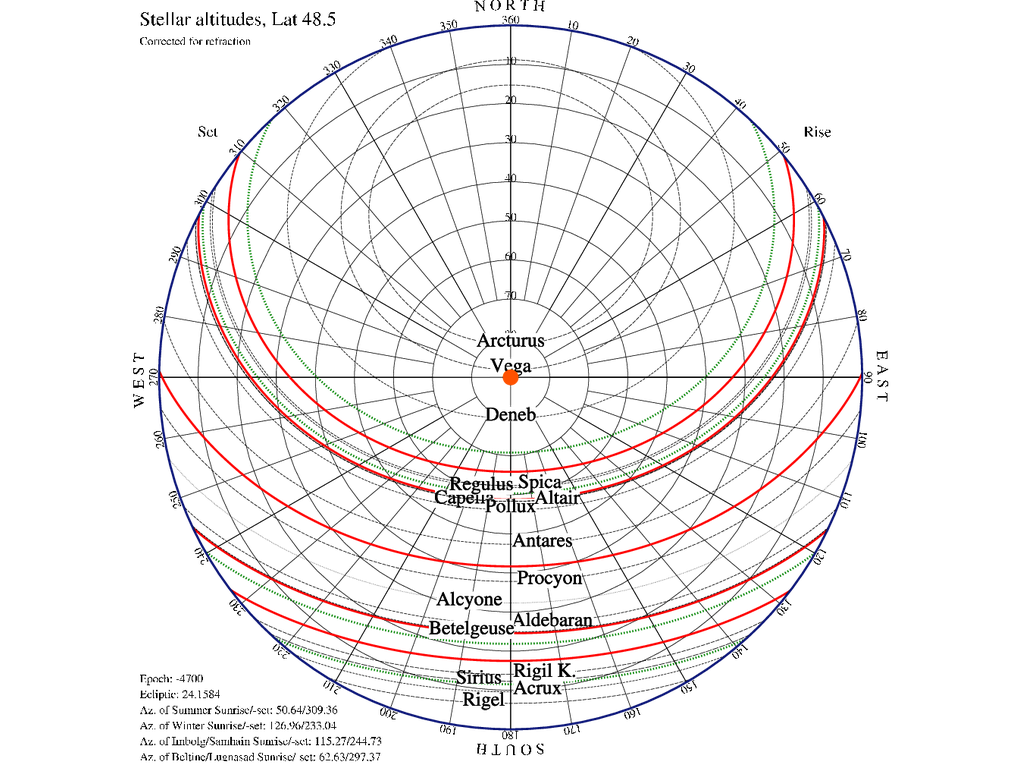 NORTH
Stellar altitudes, Lat 48.5
Corrected for refraction
360
350
10
340
20
330
30
320
40
310
50
300
60
290
70
280
80
270
90
260
100
250
110
240
120
230
130
220
140
210
150
200
160
190
170
180
Set
Rise
10
20
30
40
50
60
70
WEST
EAST
Arcturus
Vega
Deneb
Regulus
Spica
Capella
Altair
Pollux
Antares
Procyon
Alcyone
Aldebaran
Betelgeuse
Rigil K.
Sirius
Acrux
Rigel
SOUTH
Epoch: -4700
Ecliptic: 24.1584
Az. of Summer Sunrise/-set: 50.64/309.36
Az. of Winter Sunrise/-set: 126.96/233.04
Az. of Imbolg/Samhain Sunrise/-set: 115.27/244.73
Az. of Beltine/Lugnasad Sunrise/-set: 62.63/297.37